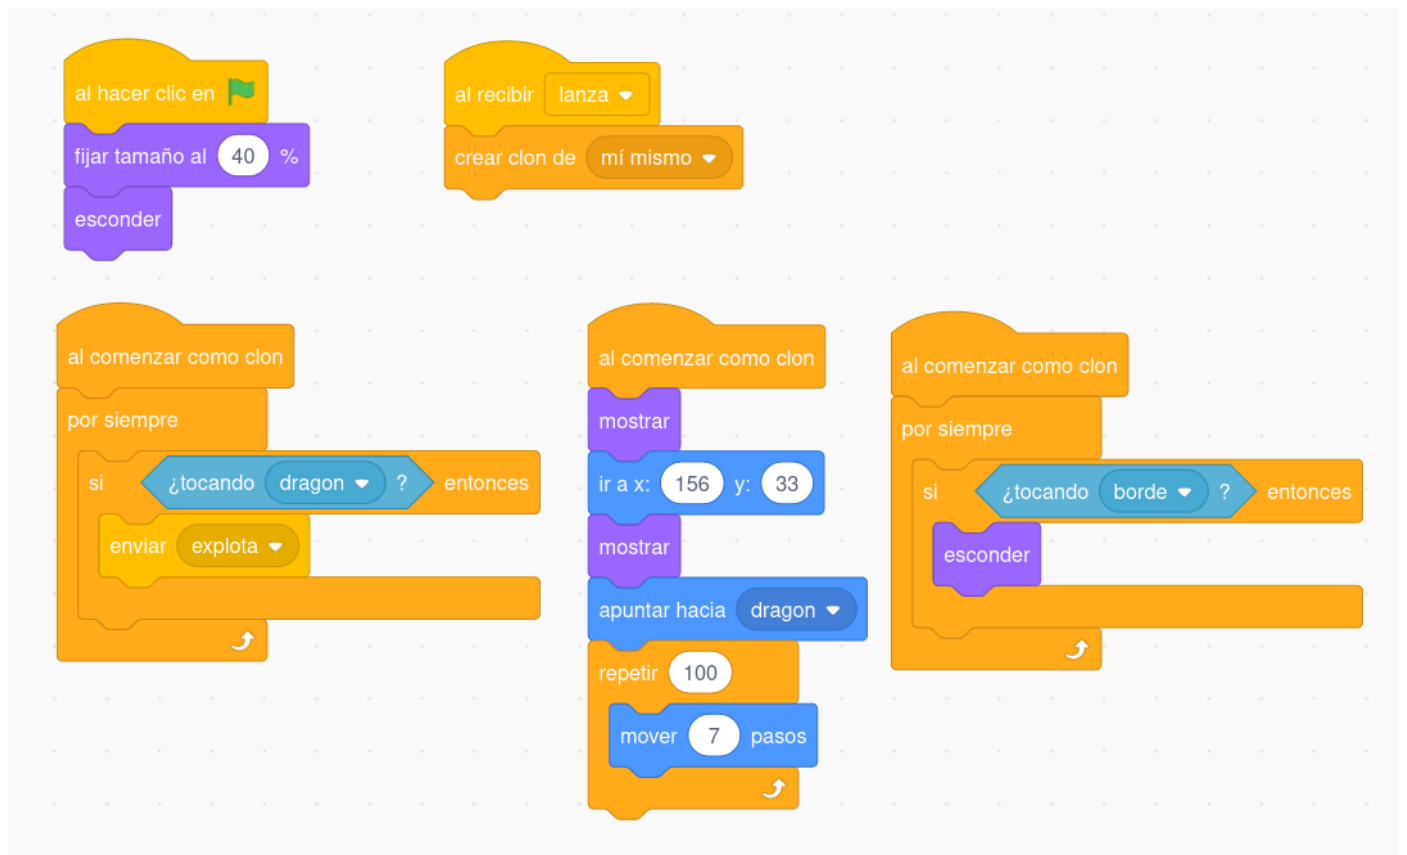 al hacer clic en
fijar tamaño al 40 %
esconder
al recibir lanza
crear clon de mí mismo
al comenzar como clon
por siempre
si ¿tocando dragon ? entonces
enviar explota
al comenzar como clon
mostrar
ir a x: 156 y: 33
mostrar
apuntar hacia dragon
repetir 100
mover 7 pasos
al comenzar como clon
por siempre
si ¿tocando borde ? entonces
esconder